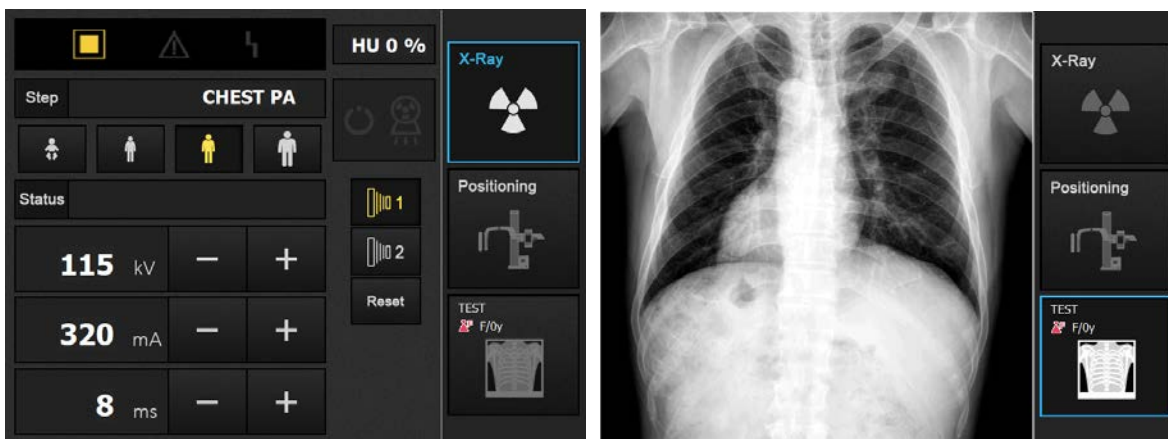 HU 0 %
Step CHEST PA
Status
1
2
Reset
115 kV − +
320 mA − +
8 ms − +
X-Ray
Positioning
TEST
F/0y
X-Ray
Positioning
TEST
F/0y